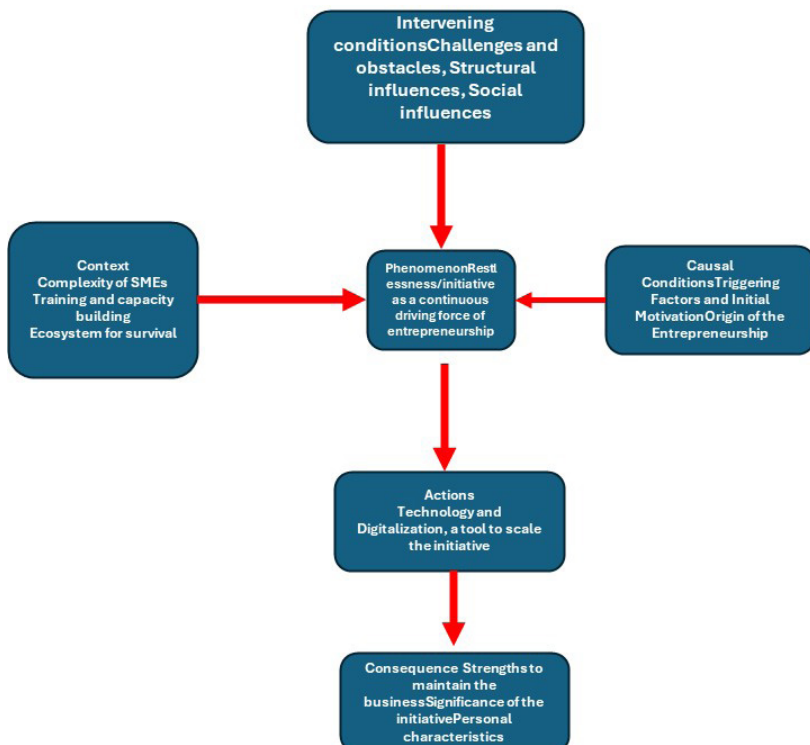 Intervening
conditionsChallenges and
obstacles, Structural
influences, Social
influences
Context
Complexity of SMEs
Training and capacity
building
Ecosystem for survival
PhenomenonRestl
essness/initiative
as a continuous
driving force of
entrepreneurship
Causal
ConditionsTriggering
Factors and Initial
MotivationOrigin of the
Entrepreneurship
Actions
Technology and
Digitalization, a tool to scale
the initiative
Consequence Strengths to
maintain the
businessSignificance of the
initiativePersonal
characteristics